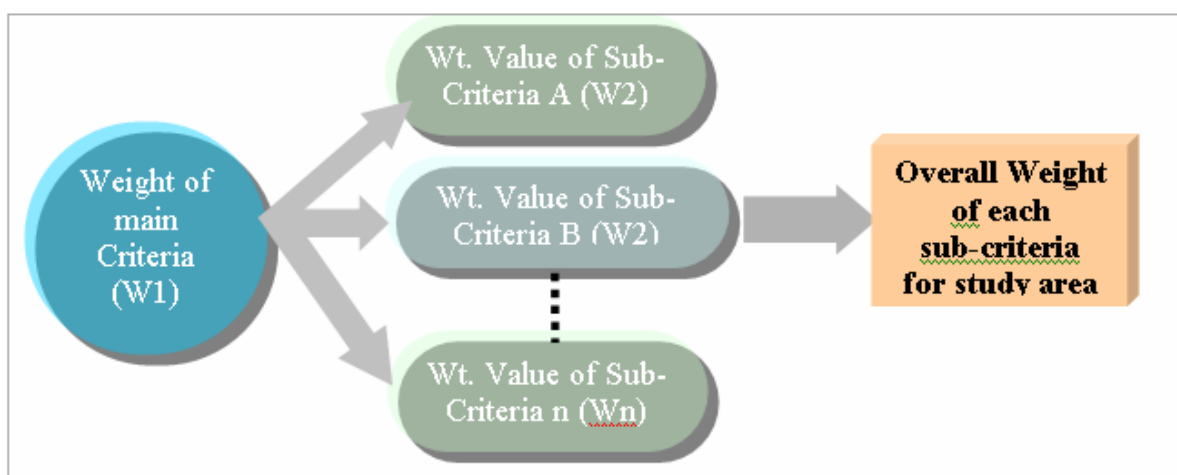 Weight of
main
Criteria
(W1)
Wt. Value of Sub-
Criteria A (W2)
Wt. Value of Sub-
Criteria B (W2)
Wt. Value of Sub-
Criteria n (Wn)
Overall Weight
of each
sub-criteria
for study area